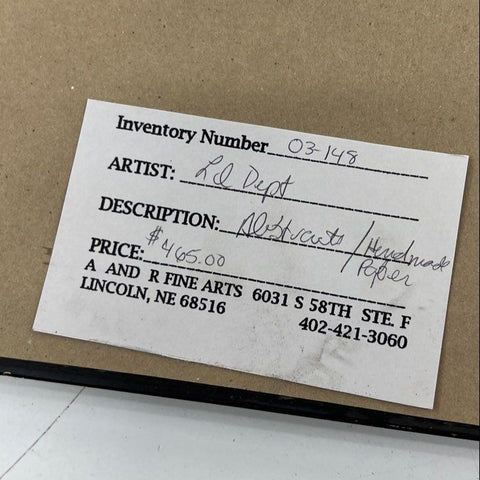 Inventory Number 03-148
ARTIST: Ld Dept
DESCRIPTION: Abstracts / Handmade
Paper
PRICE: $465.00
A AND R FINE ARTS 6031 S 58TH STE. F
LINCOLN, NE 68516 402-421-3060